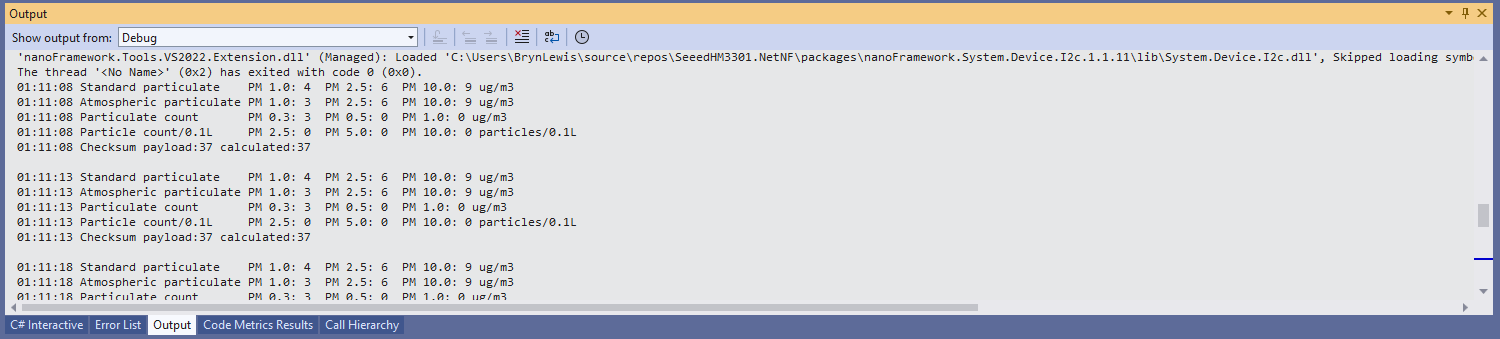 Output
Show output from: Debug
'nanoFramework.Tools.VS2022.Extension.dll' (Managed): Loaded 'C:\Users\BrynLewis\source\repos\SeeedHM3301.NetNF\packages\nanoFramework.System.Device.I2c.1.1.11\lib\System.Device.I2c.dll', Skipped loading symb
The thread '<No Name>' (0x2) has exited with code 0 (0x0).
01:11:08 Standard particulate    PM 1.0: 4  PM 2.5: 6  PM 10.0: 9 ug/m3
01:11:08 Atmospheric particulate PM 1.0: 3  PM 2.5: 6  PM 10.0: 9 ug/m3
01:11:08 Particulate count       PM 0.3: 3  PM 0.5: 0  PM 1.0: 0 ug/m3
01:11:08 Particle count/0.1L     PM 2.5: 0  PM 5.0: 0  PM 10.0: 0 particles/0.1L
01:11:08 Checksum payload:37 calculated:37
01:11:13 Standard particulate    PM 1.0: 4  PM 2.5: 6  PM 10.0: 9 ug/m3
01:11:13 Atmospheric particulate PM 1.0: 3  PM 2.5: 6  PM 10.0: 9 ug/m3
01:11:13 Particulate count       PM 0.3: 3  PM 0.5: 0  PM 1.0: 0 ug/m3
01:11:13 Particle count/0.1L     PM 2.5: 0  PM 5.0: 0  PM 10.0: 0 particles/0.1L
01:11:13 Checksum payload:37 calculated:37
01:11:18 Standard particulate    PM 1.0: 4  PM 2.5: 6  PM 10.0: 9 ug/m3
01:11:18 Atmospheric particulate PM 1.0: 3  PM 2.5: 6  PM 10.0: 9 ug/m3
01:11:18 Particulate count       PM 0.3: 3  PM 0.5: 0  PM 1.0: 0 ug/m3
C# Interactive Error List Output Code Metrics Results Call Hierarchy